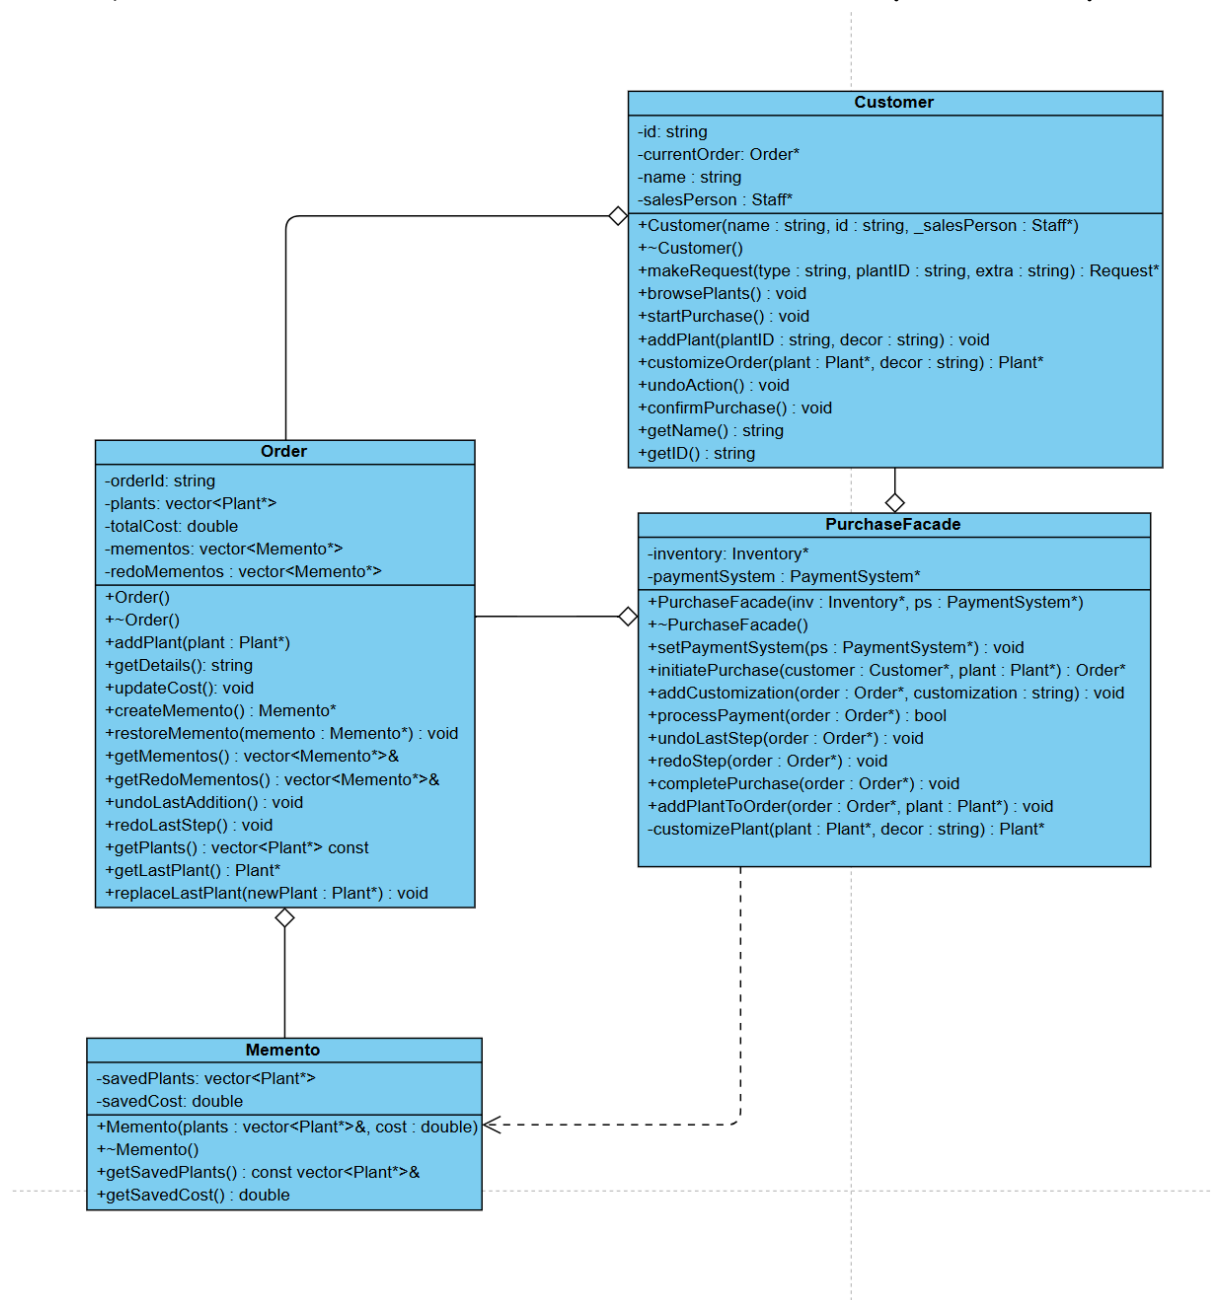 Customer
-id: string
-currentOrder: Order*
-name : string
-salesPerson : Staff*
+Customer(name : string, id : string, _salesPerson : Staff*)
+~Customer()
+makeRequest(type : string, plantID : string, extra : string) : Request*
+browsePlants() : void
+startPurchase() : void
+addPlant(plantID : string, decor : string) : void
+customizeOrder(plant : Plant*, decor : string) : Plant*
+undoAction() : void
+confirmPurchase() : void
+getName() : string
+getID() : string
Order
-orderId: string
-plants: vector<Plant*>
-totalCost: double
-mementos: vector<Memento*>
-redoMementos : vector<Memento*>
+Order()
+~Order()
+addPlant(plant : Plant*)
+getDetails(): string
+updateCost(): void
+createMemento() : Memento*
+restoreMemento(memento : Memento*) : void
+getMementos() : vector<Memento*>&
+getRedoMementos() : vector<Memento*>&
+undoLastAddition() : void
+redoLastStep() : void
+getPlants() : vector<Plant*> const
+getLastPlant() : Plant*
+replaceLastPlant(newPlant : Plant*) : void
PurchaseFacade
-inventory: Inventory*
-paymentSystem : PaymentSystem*
+PurchaseFacade(inv : Inventory*, ps : PaymentSystem*)
+~PurchaseFacade()
+setPaymentSystem(ps : PaymentSystem*) : void
+initiatePurchase(customer : Customer*, plant : Plant*) : Order*
+addCustomization(order : Order*, customization : string) : void
+processPayment(order : Order*) : bool
+undoLastStep(order : Order*) : void
+redoStep(order : Order*) : void
+completePurchase(order : Order*) : void
+addPlantToOrder(order : Order*, plant : Plant*) : void
-customizePlant(plant : Plant*, decor : string) : Plant*
Memento
-savedPlants: vector<Plant*>
-savedCost: double
+Memento(plants : vector<Plant*>&, cost : double)
+~Memento()
+getSavedPlants() : const vector<Plant*>&
+getSavedCost() : double